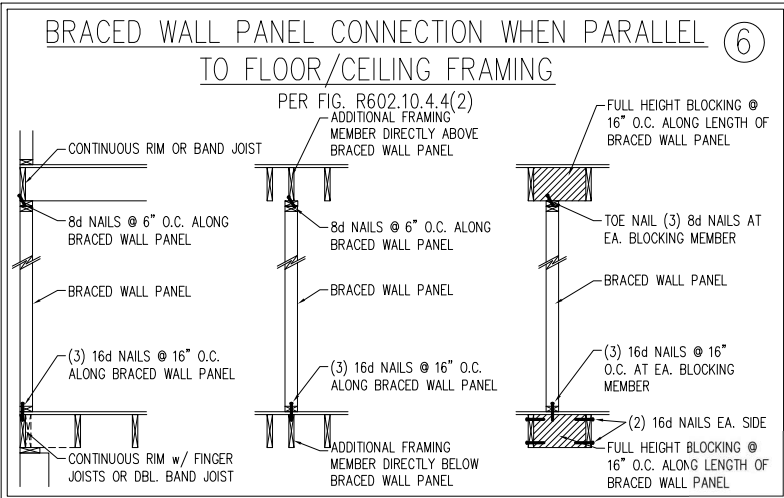 BRACED WALL PANEL CONNECTION WHEN PARALLEL
TO FLOOR/CEILING FRAMING
6
PER FIG. R602.10.4.4(2)
CONTINUOUS RIM OR BAND JOIST
8d NAILS @ 6" O.C. ALONG
BRACED WALL PANEL
BRACED WALL PANEL
(3) 16d NAILS @ 16" O.C.
ALONG BRACED WALL PANEL
CONTINUOUS RIM w/ FINGER
JOISTS OR DBL. BAND JOIST
ADDITIONAL FRAMING
MEMBER DIRECTLY ABOVE
BRACED WALL PANEL
8d NAILS @ 6" O.C. ALONG
BRACED WALL PANEL
BRACED WALL PANEL
(3) 16d NAILS @ 16" O.C.
ALONG BRACED WALL PANEL
ADDITIONAL FRAMING
MEMBER DIRECTLY BELOW
BRACED WALL PANEL
FULL HEIGHT BLOCKING @
16" O.C. ALONG LENGTH OF
BRACED WALL PANEL
TOE NAIL (3) 8d NAILS AT
EA. BLOCKING MEMBER
BRACED WALL PANEL
(3) 16d NAILS @ 16"
O.C. AT EA. BLOCKING
MEMBER
(2) 16d NAILS EA. SIDE
FULL HEIGHT BLOCKING @
16" O.C. ALONG LENGTH OF
BRACED WALL PANEL